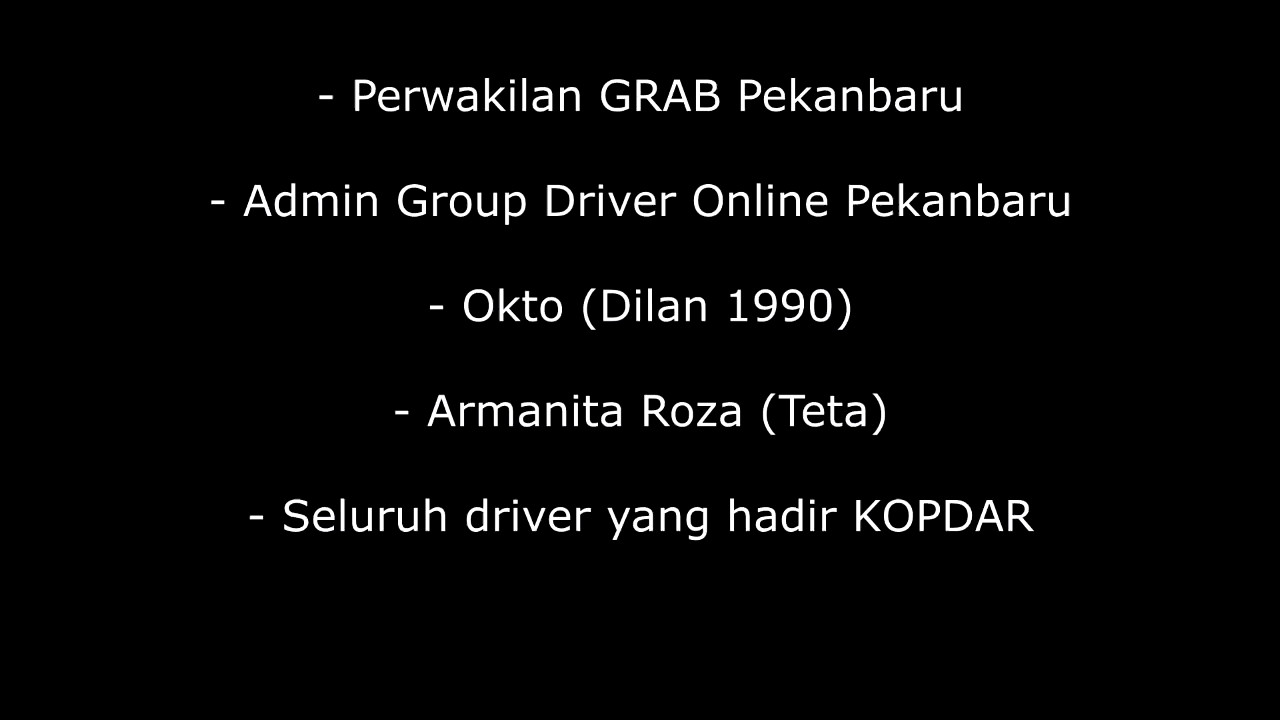 - Perwakilan GRAB Pekanbaru
- Admin Group Driver Online Pekanbaru
- Okto (Dilan 1990)
- Armanita Roza (Teta)
- Seluruh driver yang hadir KOPDAR